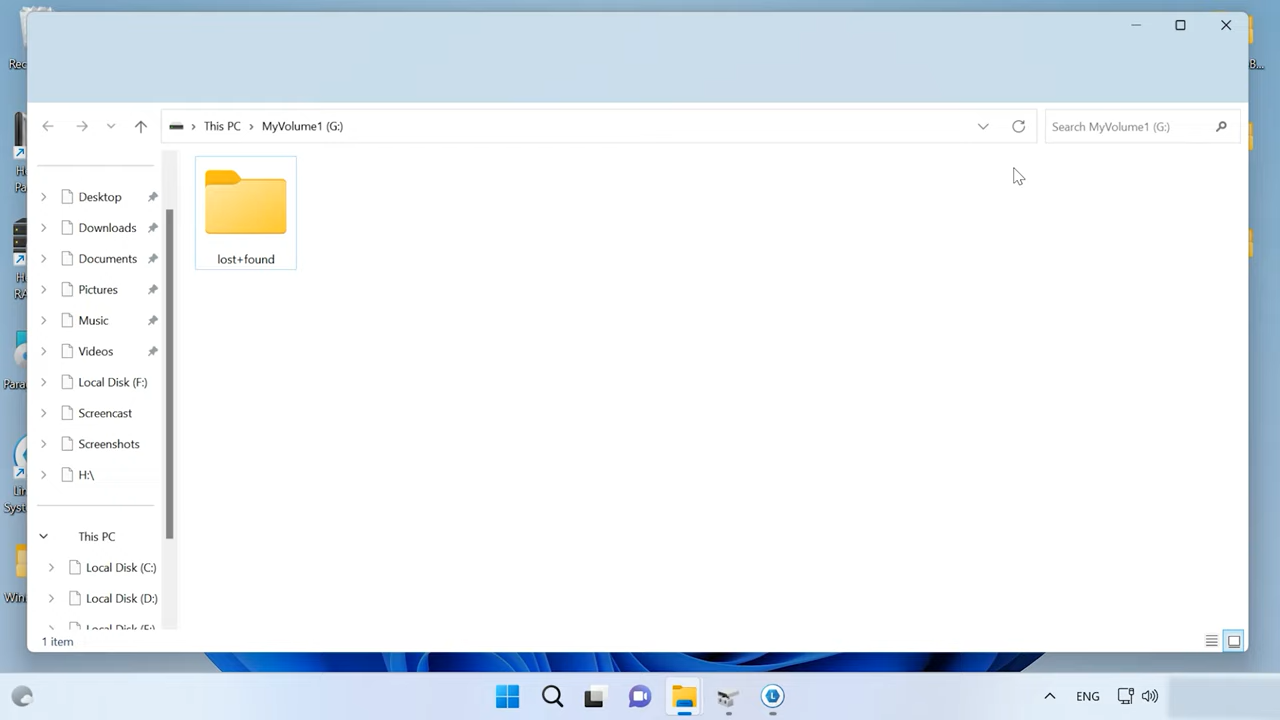 This PC > MyVolume1 (G:)
Search MyVolume1 (G:)
Desktop
Downloads
Documents
Pictures
Music
Videos
Local Disk (F:)
Screencast
Screenshots
H:\
This PC
Local Disk (C:)
Local Disk (D:)
lost+found
1 item
ENG